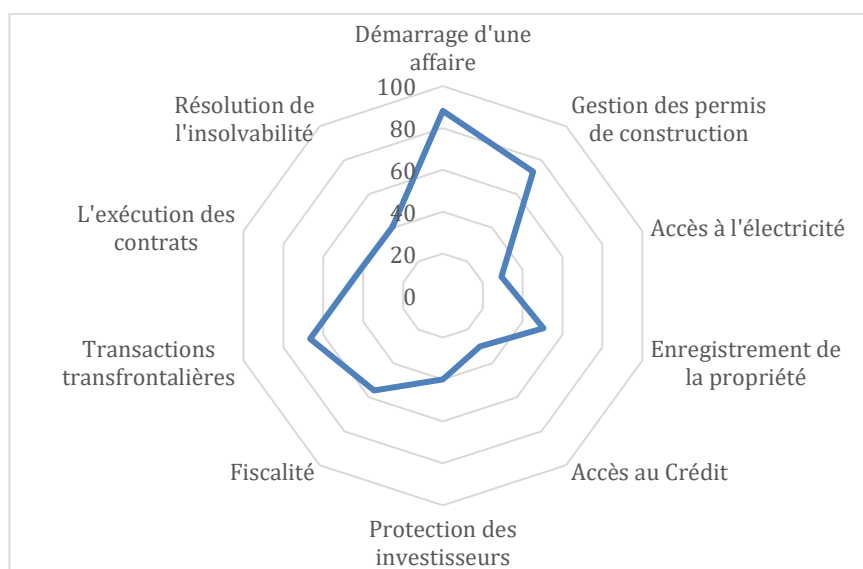 Démarrage d'une
affaire
100
80
60
40
20
0
Gestion des permis
de construction
Accès à l'électricité
Enregistrement de
la propriété
Accès au Crédit
Protection des
investisseurs
Fiscalité
Transactions
transfrontalières
L'exécution des
contrats
Résolution de
l'insolvabilité